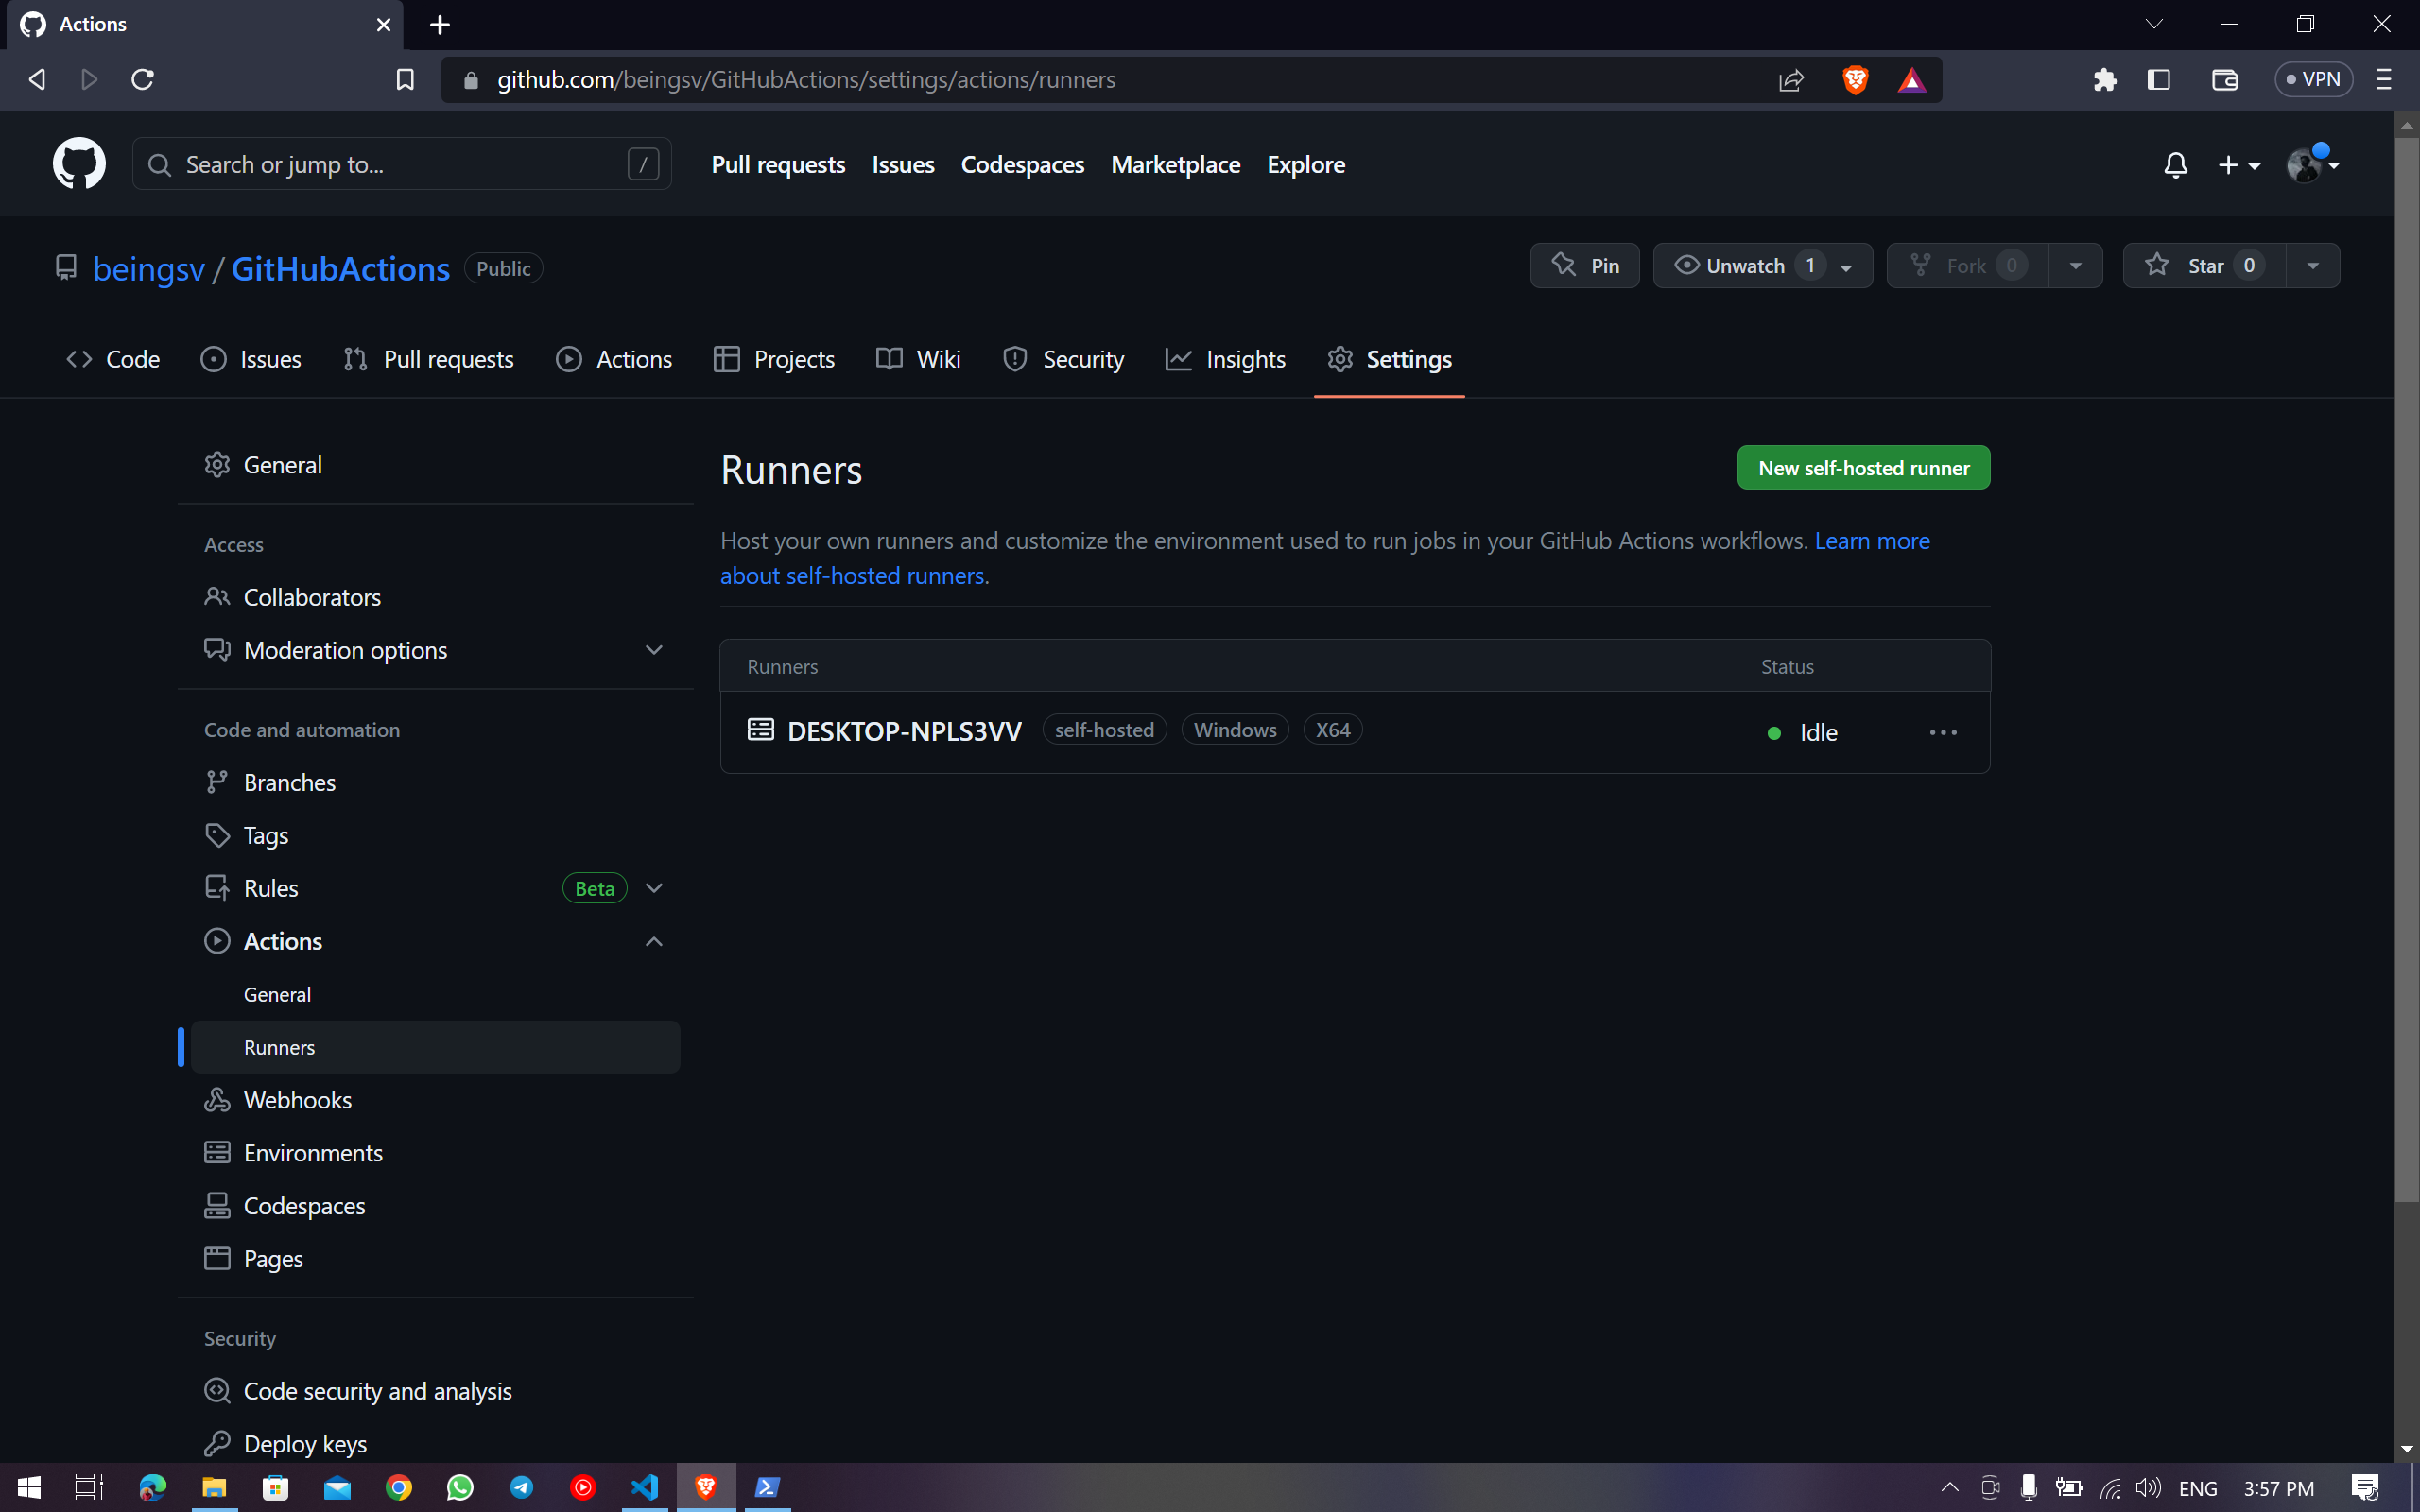 Actions
github.com/beingsv/GitHubActions/settings/actions/runners
VPN
Search or jump to... /
Pull requests Issues Codespaces Marketplace Explore
beingsv / GitHubActions Public
Pin Unwatch 1 Fork 0 Star 0
Code Issues Pull requests Actions Projects Wiki Security Insights Settings
General
Access
Collaborators
Moderation options
Code and automation
Branches
Tags
Rules Beta
Actions
General
Runners
Webhooks
Environments
Codespaces
Pages
Security
Code security and analysis
Deploy keys
Runners New self-hosted runner
Host your own runners and customize the environment used to run jobs in your GitHub Actions workflows. Learn more
about self-hosted runners.
Runners Status
DESKTOP-NPLS3VV self-hosted Windows X64 Idle
ENG 3:57 PM